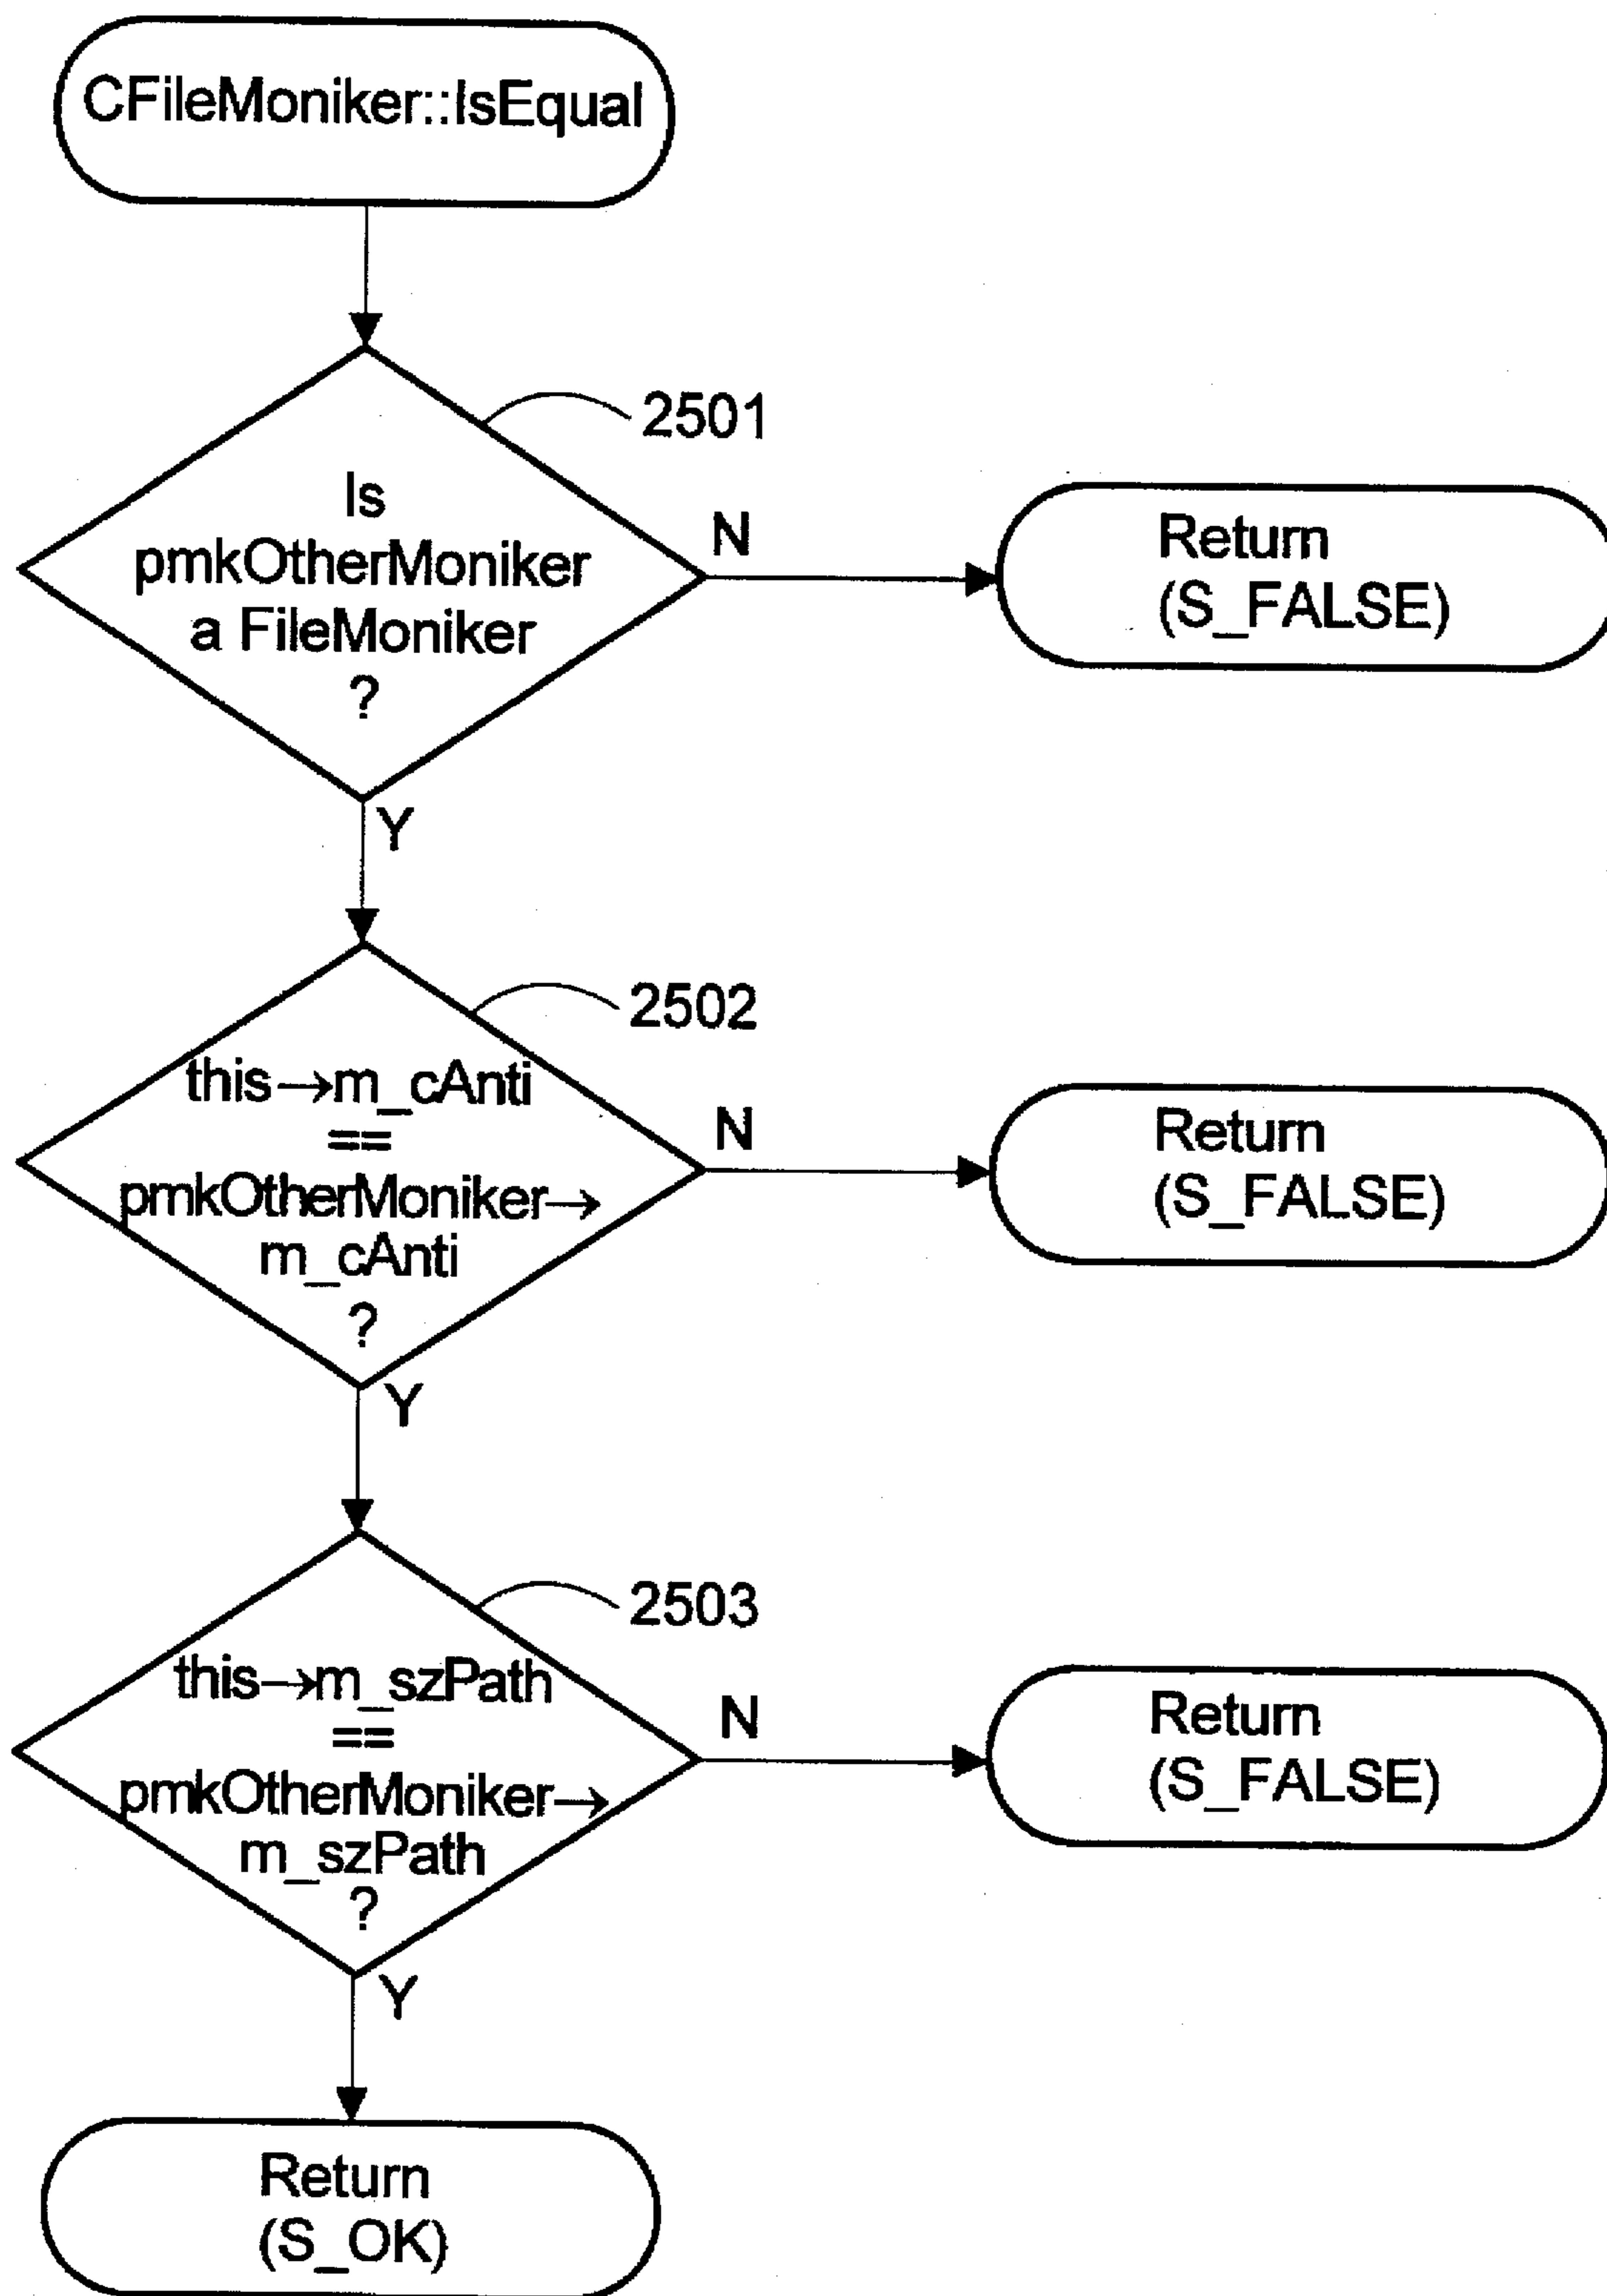 CFileMoniker::IsEqual
2501
Is
pmkOtherMoniker
a FileMoniker
?
N
Return
(S_FALSE)
Y
2502
this→m_cAnti
==
pmkOtherMoniker→
m_cAnti
?
N
Return
(S_FALSE)
Y
2503
this→m_szPath
==
pmkOtherMoniker→
m_szPath
?
N
Return
(S_FALSE)
Y
Return
(S_OK)